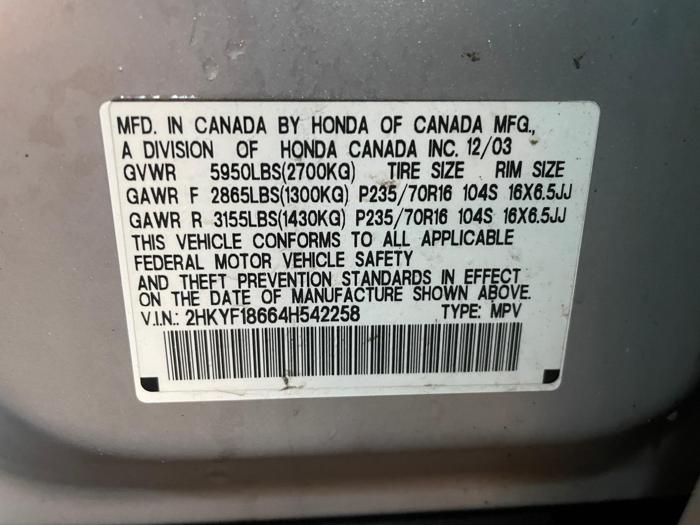 MFD. IN CANADA BY HONDA OF CANADA MFG.,
A DIVISION OF HONDA CANADA INC. 12/03
GVWR 5950LBS(2700KG) TIRE SIZE RIM SIZE
GAWR F 2865LBS(1300KG) P235/70R16 104S 16X6.5JJ
GAWR R 3155LBS(1430KG) P235/70R16 104S 16X6.5JJ
THIS VEHICLE CONFORMS TO ALL APPLICABLE
FEDERAL MOTOR VEHICLE SAFETY
AND THEFT PREVENTION STANDARDS IN EFFECT
ON THE DATE OF MANUFACTURE SHOWN ABOVE.
V.I.N.: 2HKYF18664H542258 TYPE: MPV